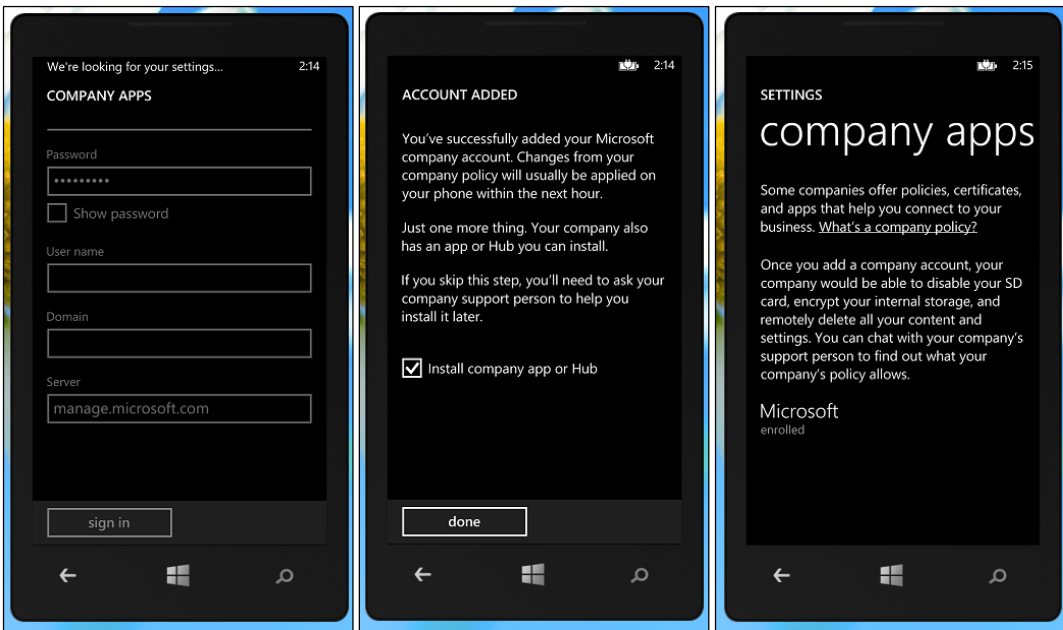 We're looking for your settings... 2:14
COMPANY APPS
Password
•••••••••
Show password
User name
Domain
Server
manage.microsoft.com
sign in
2:14
ACCOUNT ADDED
You've successfully added your Microsoft
company account. Changes from your
company policy will usually be applied on
your phone within the next hour.
Just one more thing. Your company also
has an app or Hub you can install.
If you skip this step, you'll need to ask your
company support person to help you
install it later.
Install company app or Hub
done
2:15
SETTINGS
company apps
Some companies offer policies, certificates,
and apps that help you connect to your
business. What's a company policy?
Once you add a company account, your
company would be able to disable your SD
card, encrypt your internal storage, and
remotely delete all your content and
settings. You can chat with your company's
support person to find out what your
company's policy allows.
Microsoft
enrolled